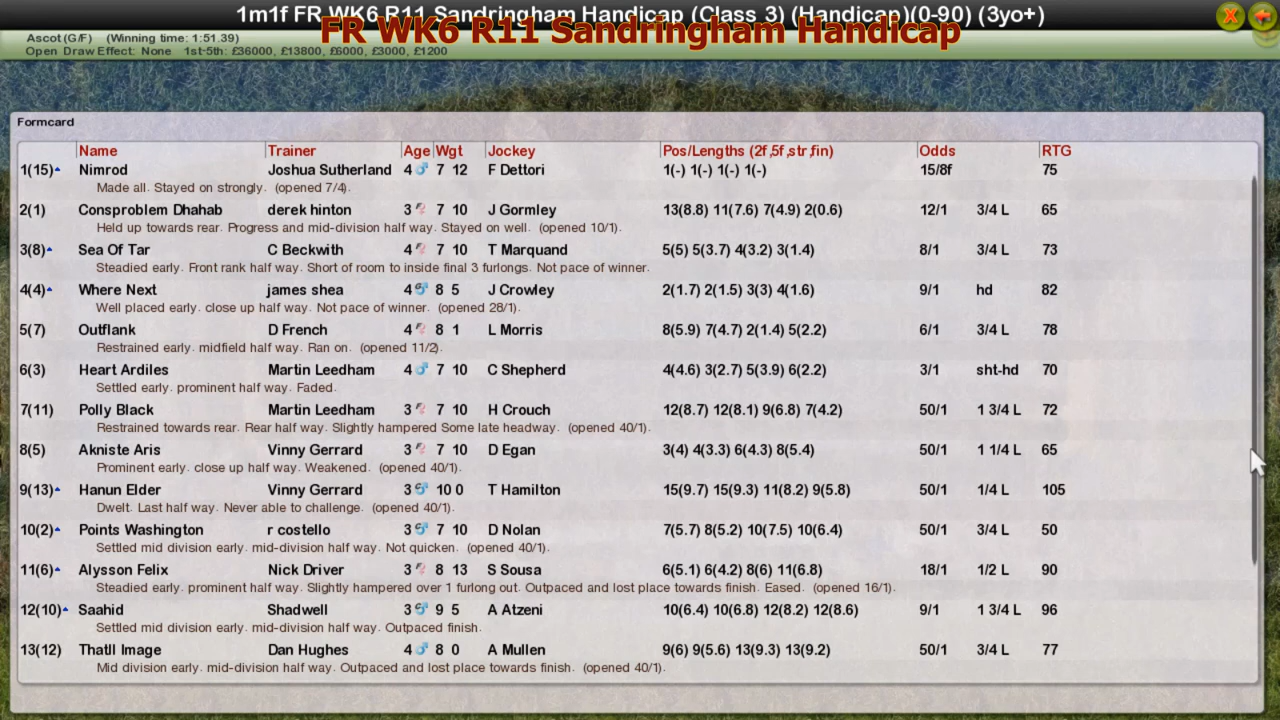 1m1f FR WK6 R11 Sandringham Handicap (Class 3) (Handicap)(0-90) (3yo+)
FR WK6 R11 Sandringham Handicap
Ascot(G/F) (Winning time: 1:51.39)
Open Draw Effect: None 1st-5th: £36000, £13800, £6000, £3000, £1200
Formcard
Name Trainer Age Wgt Jockey Pos/Lengths (2f,5f,str,fin) Odds RTG
1(15) Nimrod Joshua Sutherland 4 7 12 F Dettori 1(-) 1(-) 1(-) 1(-) 15/8f 75
Made all. Stayed on strongly. (opened 7/4).
2(1) Consproblem Dhahab derek hinton 3 7 10 J Gormley 13(8.8) 11(7.6) 7(4.9) 2(0.6) 12/1 3/4 L 65
Held up towards rear. Progress and mid-division half way. Stayed on well. (opened 10/1).
3(8) Sea Of Tar C Beckwith 4 7 10 T Marquand 5(5) 5(3.7) 4(3.2) 3(1.4) 8/1 3/4 L 73
Steadied early. Front rank half way. Short of room to inside final 3 furlongs. Not pace of winner.
4(4) Where Next james shea 4 8 5 J Crowley 2(1.7) 2(1.5) 3(3) 4(1.6) 9/1 hd 82
Well placed early. close up half way. Not pace of winner. (opened 28/1).
5(7) Outflank D French 4 8 1 L Morris 8(5.9) 7(4.7) 2(1.4) 5(2.2) 6/1 3/4 L 78
Restrained early. midfield half way. Ran on. (opened 11/2).
6(3) Heart Ardiles Martin Leedham 4 7 10 C Shepherd 4(4.6) 3(2.7) 5(3.9) 6(2.2) 3/1 sht-hd 70
Settled early. prominent half way. Faded.
7(11) Polly Black Martin Leedham 3 7 10 H Crouch 12(8.7) 12(8.1) 9(6.8) 7(4.2) 50/1 1 3/4 L 72
Restrained towards rear. Rear half way. Slightly hampered Some late headway. (opened 40/1).
8(5) Akniste Aris Vinny Gerrard 3 7 10 D Egan 3(4) 4(3.3) 6(4.3) 8(5.4) 50/1 1 1/4 L 65
Prominent early. close up half way. Weakened. (opened 40/1).
9(13) Hanun Elder Vinny Gerrard 3 10 0 T Hamilton 15(9.7) 15(9.3) 11(8.2) 9(5.8) 50/1 1/4 L 105
Dwelt. Last half way. Never able to challenge. (opened 40/1).
10(2) Points Washington r costello 3 7 10 D Nolan 7(5.7) 8(5.2) 10(7.5) 10(6.4) 50/1 3/4 L 50
Settled mid division early. mid-division half way. Not quicken. (opened 40/1).
11(6) Alysson Felix Nick Driver 3 8 13 S Sousa 6(5.1) 6(4.2) 8(6) 11(6.8) 18/1 1/2 L 90
Steadied early. prominent half way. Slightly hampered over 1 furlong out. Outpaced and lost place towards finish. Eased. (opened 16/1).
12(10) Saahid Shadwell 3 9 5 A Atzeni 10(6.4) 10(6.8) 12(8.2) 12(8.6) 9/1 1 3/4 L 96
Settled mid division early. mid-division half way. Outpaced finish.
13(12) Thatll Image Dan Hughes 4 8 0 A Mullen 9(6) 9(5.6) 13(9.3) 13(9.2) 50/1 3/4 L 77
Mid division early. mid-division half way. Outpaced and lost place towards finish. (opened 40/1).